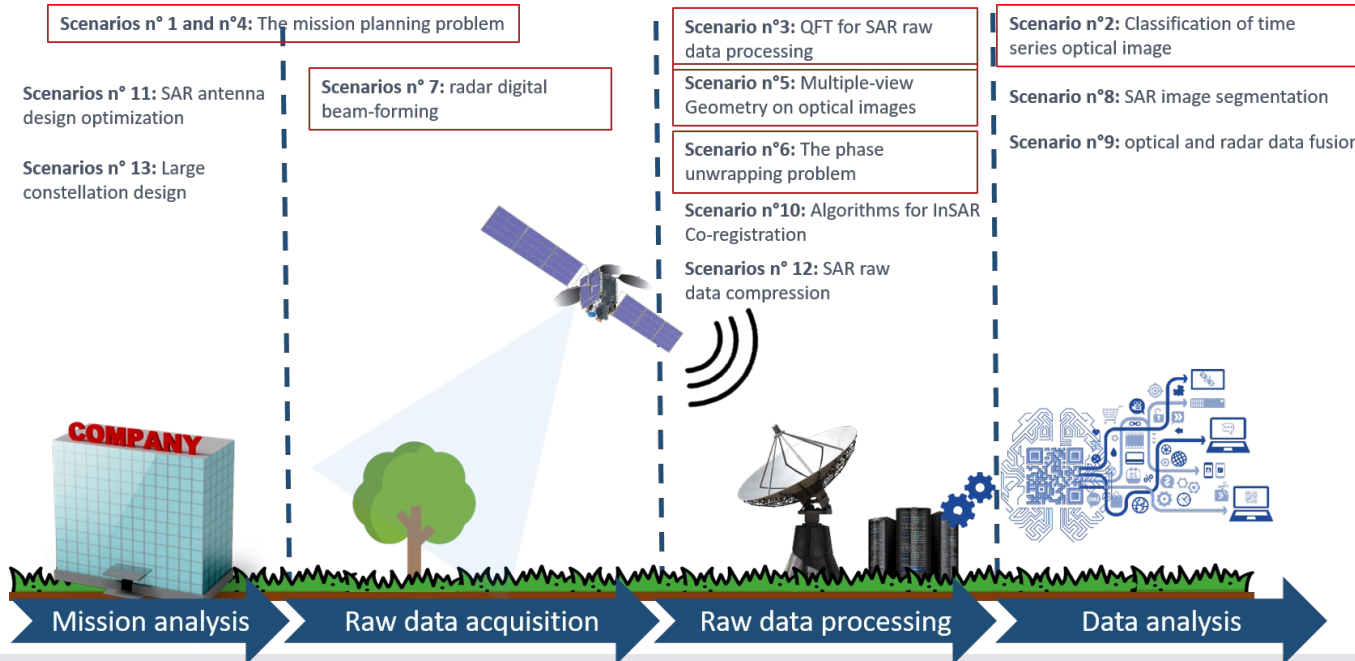 Scenarios n° 1 and n°4: The mission planning problem
Scenarios n° 11: SAR antenna
design optimization
Scenarios n° 13: Large
constellation design
Scenarios n° 7: radar digital
beam-forming
Scenario n°3: QFT for SAR raw
data processing
Scenario n°5: Multiple-view
Geometry on optical images
Scenario n°6: The phase
unwrapping problem
Scenario n°10: Algorithms for InSAR
Co-registration
Scenarios n° 12: SAR raw
data compression
Scenario n°2: Classification of time
series optical image
Scenario n°8: SAR image segmentation
Scenario n°9: optical and radar data fusion
COMPANY
Mission analysis
Raw data acquisition
Raw data processing
Data analysis